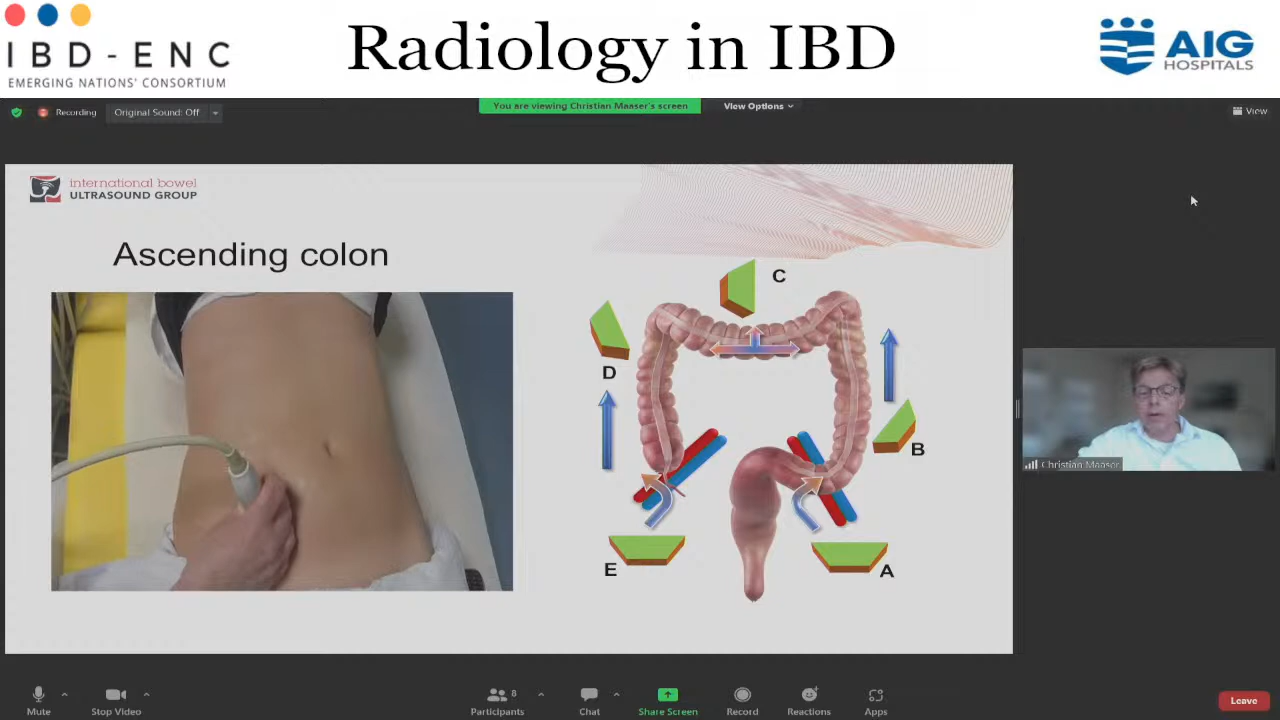 IBD-ENC
EMERGING NATIONS' CONSORTIUM
Radiology in IBD
AIG
HOSPITALS
Recording
Original Sound: Off
You are viewing Christian Maaser's screen
View Options
View
international bowel
ULTRASOUND GROUP
Ascending colon
C
D
B
E
A
Christian Maaser
Mute
Stop Video
Participants
8
Chat
Share Screen
Record
Reactions
Apps
Leave